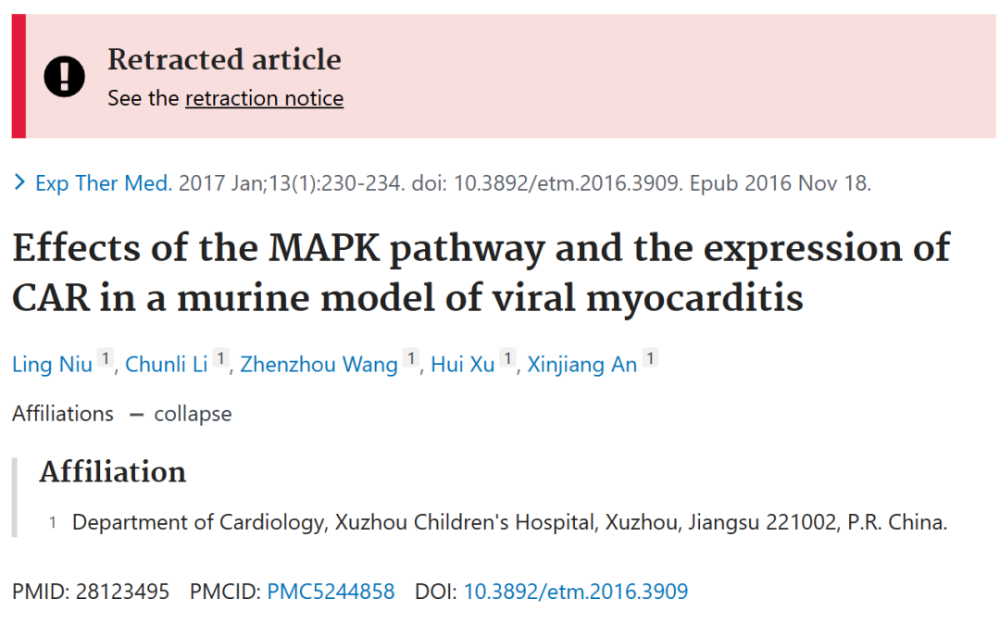 Retracted article
See the retraction notice
Exp Ther Med. 2017 Jan;13(1):230-234. doi: 10.3892/etm.2016.3909. Epub 2016 Nov 18.
Effects of the MAPK pathway and the expression of
CAR in a murine model of viral myocarditis
Ling Niu 1, Chunli Li 1, Zhenzhou Wang 1, Hui Xu 1, Xinjiang An 1
Affiliations – collapse
Affiliation
1 Department of Cardiology, Xuzhou Children's Hospital, Xuzhou, Jiangsu 221002, P.R. China.
PMID: 28123495 PMCID: PMC5244858 DOI: 10.3892/etm.2016.3909